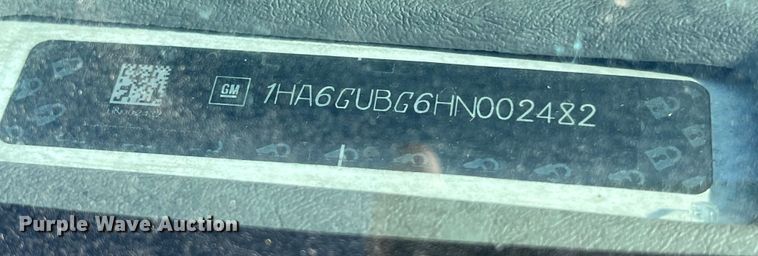 GM 1HA6GUBG6HN002482
Purple Wave Auction